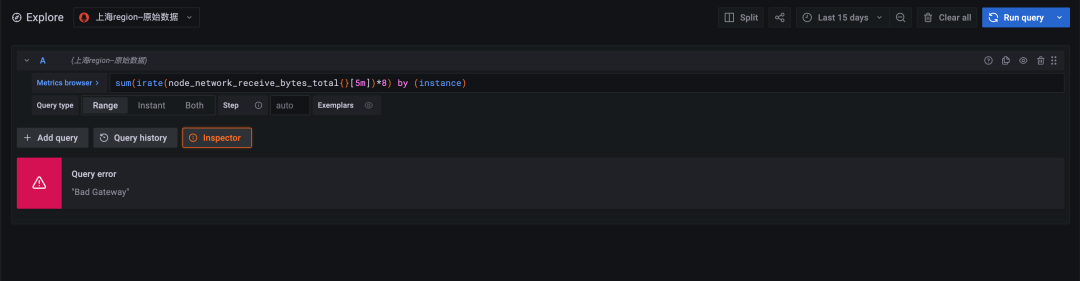 Explore 上海region–原始数据 Split Last 15 days Clear all Run query
A (上海region–原始数据)
Metrics browser > sum(irate(node_network_receive_bytes_total{}[5m])*8) by (instance)
Query type Range Instant Both Step auto Exemplars
+ Add query Query history Inspector
Query error
"Bad Gateway"